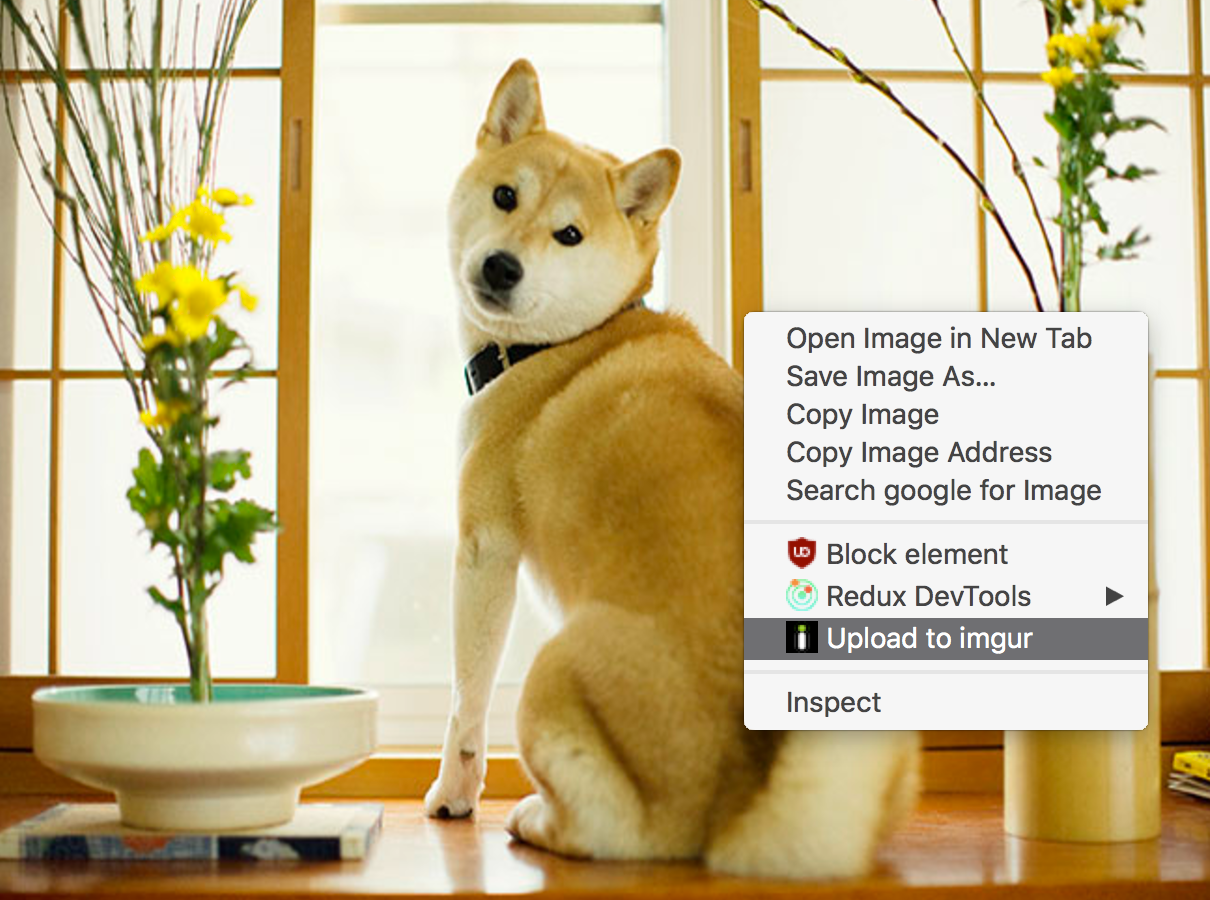 Open Image in New Tab
Save Image As...
Copy Image
Copy Image Address
Search google for Image
Block element
Redux DevTools
Upload to imgur
Inspect